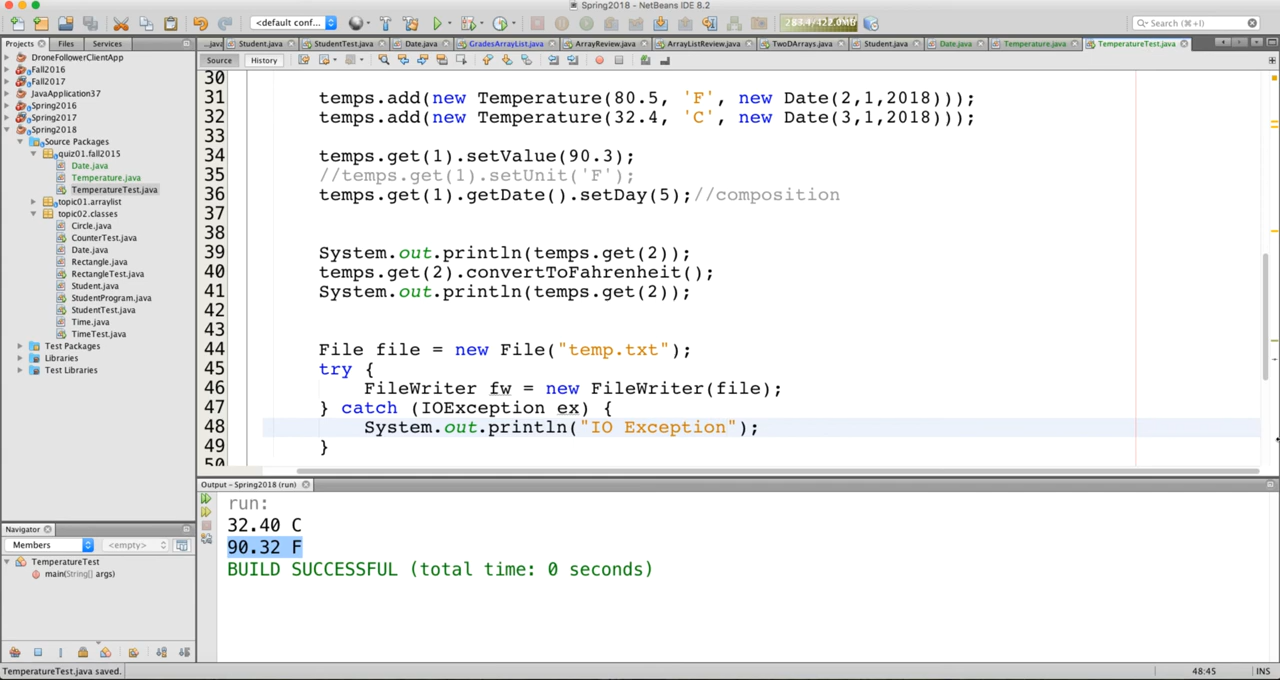 Spring2018 - NetBeans IDE 8.2
<default conf...
283.4/422.0MB
Search (⌘+I)
Projects
Files
Services
...java
Student.java
StudentTest.java
Date.java
GradesArrayList.java
ArrayReview.java
ArrayListReview.java
TwoDArrays.java
Student.java
Date.java
Temperature.java
TemperatureTest.java
Source
History
DroneFollowerClientApp
Fall2016
Fall2017
JavaApplication37
Spring2016
Spring2017
Spring2018
Source Packages
quiz01.fall2015
Date.java
Temperature.java
TemperatureTest.java
topic01.arraylist
topic02.classes
Circle.java
CounterTest.java
Date.java
Rectangle.java
RectangleTest.java
Student.java
StudentProgram.java
StudentTest.java
Time.java
TimeTest.java
Test Packages
Libraries
Test Libraries
30
31 temps.add(new Temperature(80.5, 'F', new Date(2,1,2018)));
32 temps.add(new Temperature(32.4, 'C', new Date(3,1,2018)));
33
34 temps.get(1).setValue(90.3);
35 //temps.get(1).setUnit('F');
36 temps.get(1).getDate().setDay(5);//composition
37
38
39 System.out.println(temps.get(2));
40 temps.get(2).convertToFahrenheit();
41 System.out.println(temps.get(2));
42
43
44 File file = new File("temp.txt");
45 try {
46 FileWriter fw = new FileWriter(file);
47 } catch (IOException ex) {
48 System.out.println("IO Exception");
49 }
50
Output - Spring2018 (run)
run:
32.40 C
90.32 F
BUILD SUCCESSFUL (total time: 0 seconds)
Navigator
Members
<empty>
TemperatureTest
main(String[] args)
TemperatureTest.java saved.
48:45
INS